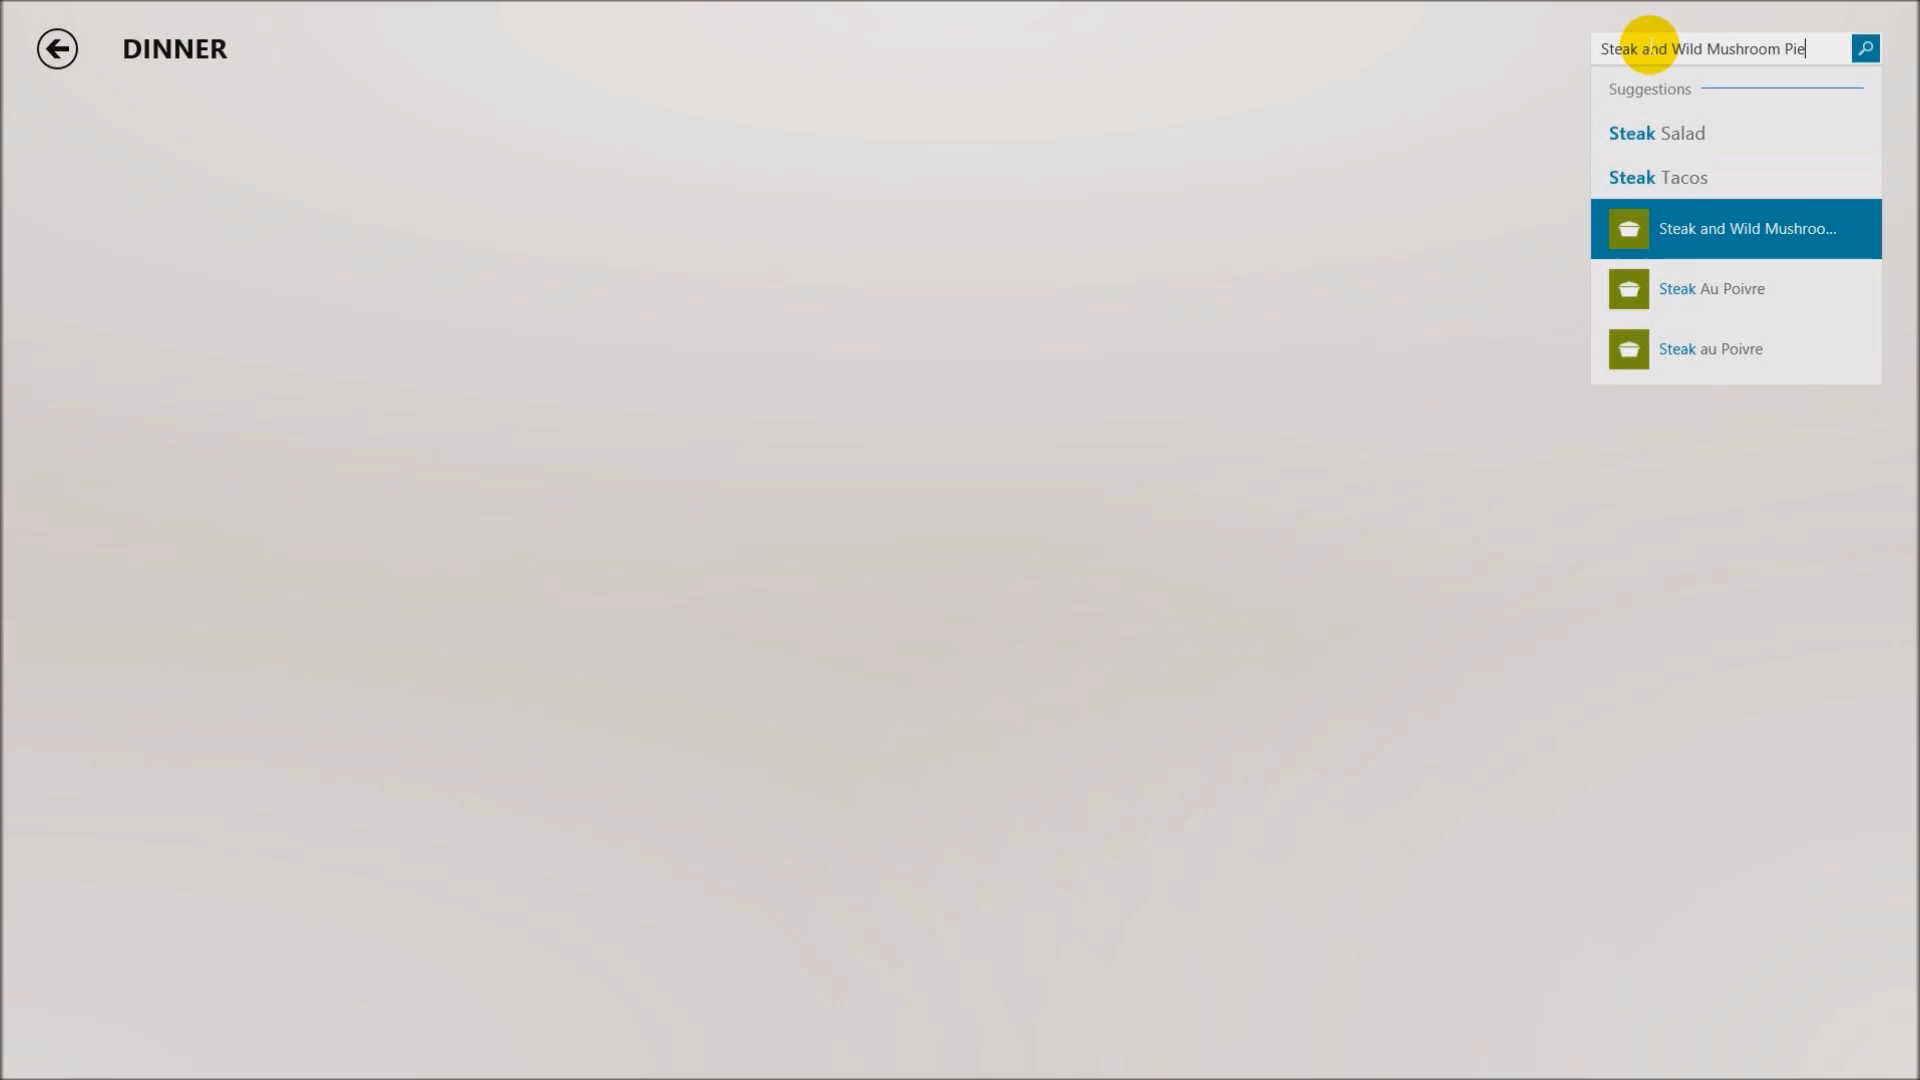 DINNER
Steak and Wild Mushroom Pie
Suggestions
Steak Salad
Steak Tacos
Steak and Wild Mushroo...
Steak Au Poivre
Steak au Poivre